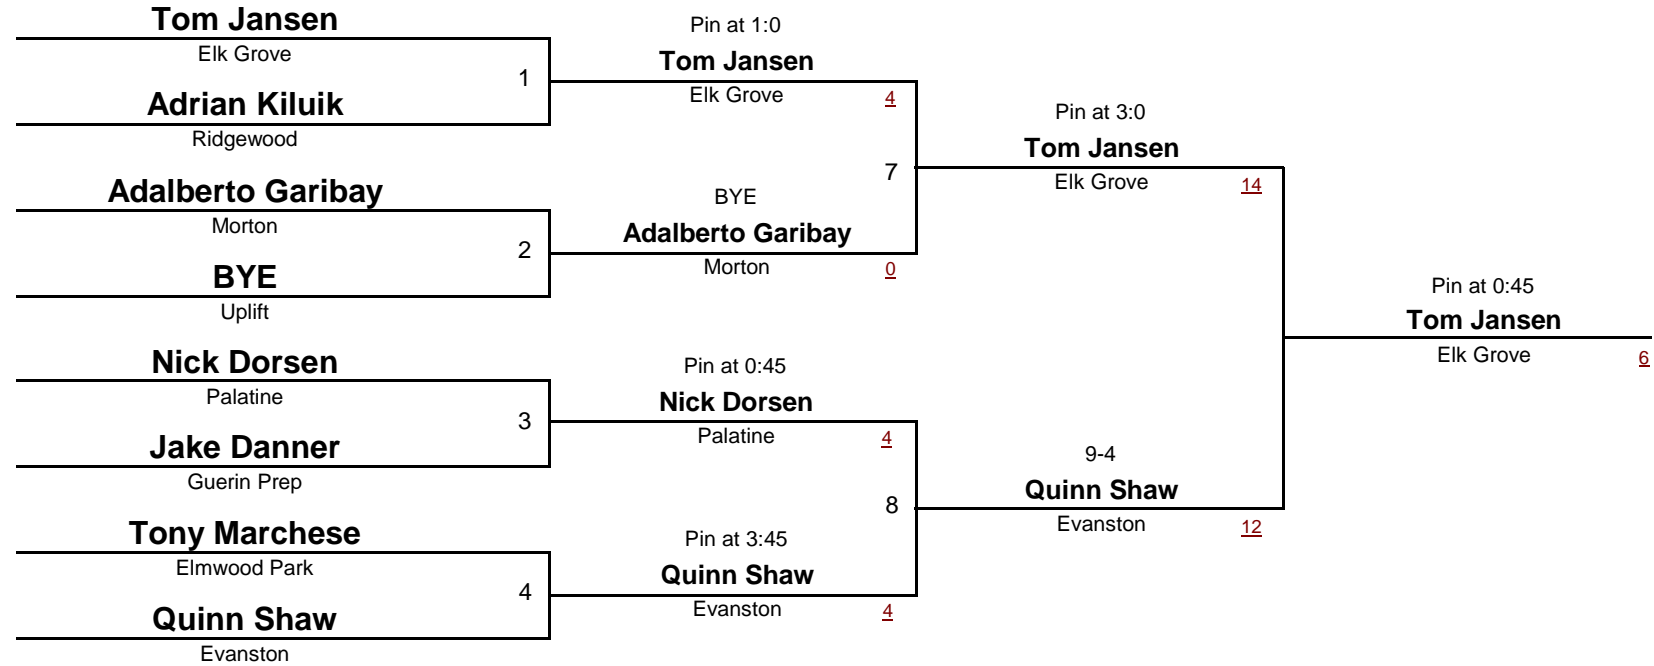 Tom Jansen
Elk Grove
1
Adrian Kiluik
Ridgewood
Adalberto Garibay
Morton
2
BYE
Uplift
Nick Dorsen
Palatine
3
Jake Danner
Guerin Prep
Tony Marchese
Elmwood Park
4
Quinn Shaw
Evanston
Pin at 1:0
Tom Jansen
Elk Grove 4
7
BYE
Adalberto Garibay
Morton 0
Pin at 0:45
Nick Dorsen
Palatine 4
8
Pin at 3:45
Quinn Shaw
Evanston 4
Pin at 3:0
Tom Jansen
Elk Grove 14
9-4
Quinn Shaw
Evanston 12
Pin at 0:45
Tom Jansen
Elk Grove 6